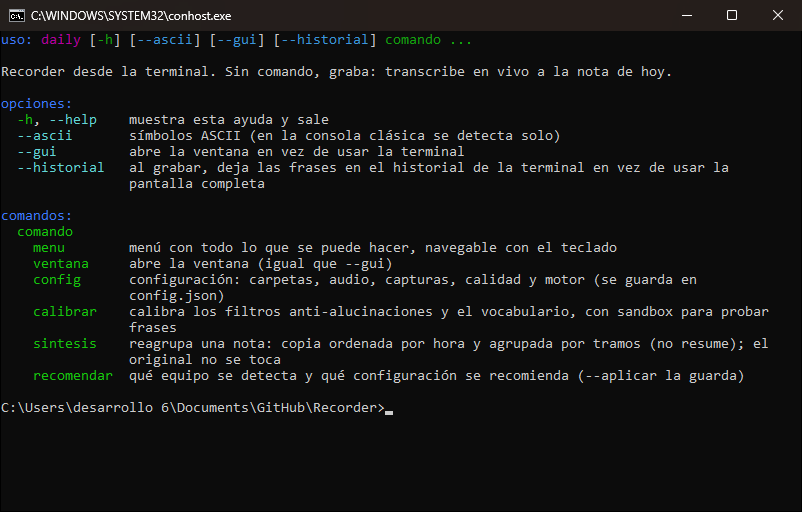 C:\WINDOWS\SYSTEM32\conhost.exe
uso: daily [-h] [--ascii] [--gui] [--historial] comando ...
Recorder desde la terminal. Sin comando, graba: transcribe en vivo a la nota de hoy.
opciones:
-h, --help muestra esta ayuda y sale
--ascii símbolos ASCII (en la consola clásica se detecta solo)
--gui abre la ventana en vez de usar la terminal
--historial al grabar, deja las frases en el historial de la terminal en vez de usar la
pantalla completa
comandos:
comando
menu menú con todo lo que se puede hacer, navegable con el teclado
ventana abre la ventana (igual que --gui)
config configuración: carpetas, audio, capturas, calidad y motor (se guarda en
config.json)
calibrar calibra los filtros anti-alucinaciones y el vocabulario, con sandbox para probar
frases
sintesis reagrupa una nota: copia ordenada por hora y agrupada por tramos (no resume); el
original no se toca
recomendar qué equipo se detecta y qué configuración se recomienda (--aplicar la guarda)
C:\Users\desarrollo 6\Documents\GitHub\Recorder>